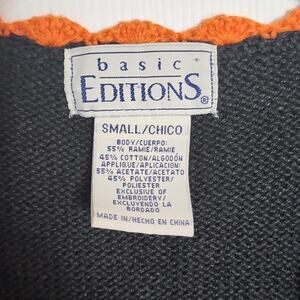 basic
EDITIONS®
SMALL/CHICO
BODY/CUERPO:
55% RAMIE/RAMIE
45% COTTON/ALGODÓN
APPLIQUE/APLICACION:
55% ACETATE/ACETATO
45% POLYESTER/
POLIESTER
EXCLUSIVE OF
EMBROIDERY/
EXCLUYENDO LA
BORDADO
MADE IN/HECHO EN CHINA